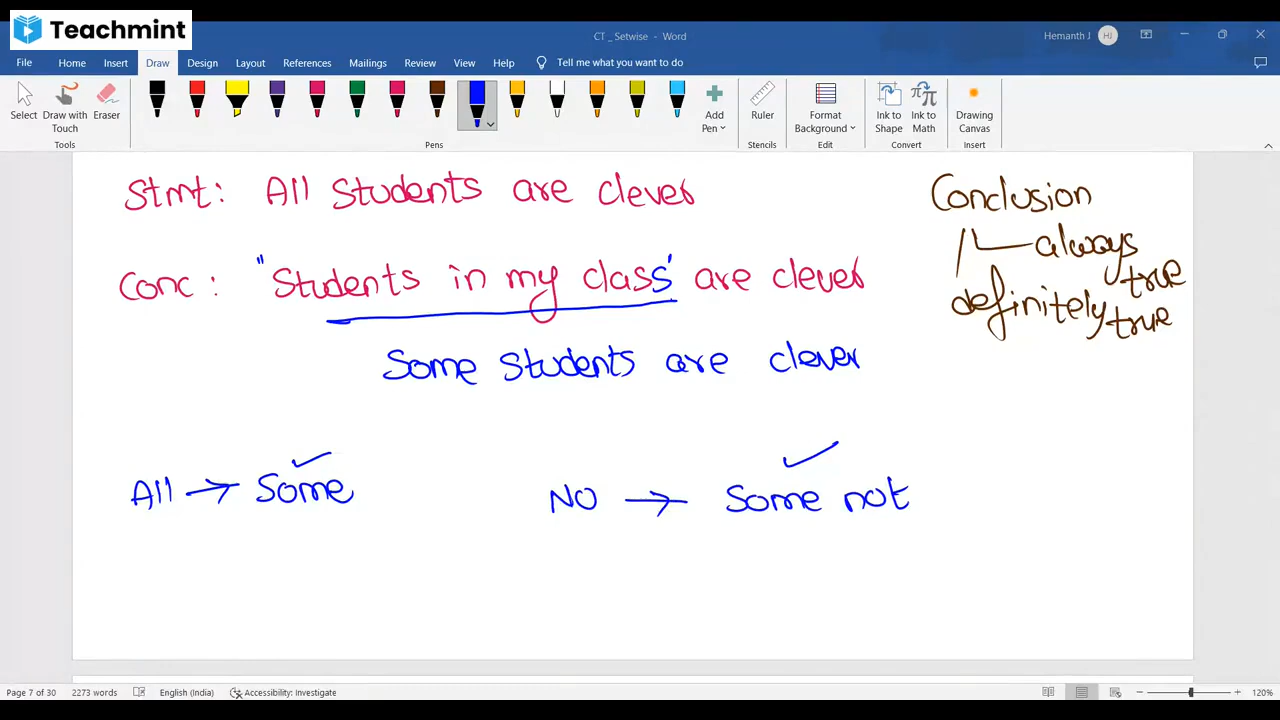 Teachmint
CT _ Setwise - Word
Hemanth J
HJ
File Home Insert Draw Design Layout References Mailings Review View Help Tell me what you want to do
Select
Draw with Touch
Eraser
Add Pen
Ruler
Format Background
Ink to Shape
Ink to Math
Drawing Canvas
Tools Pens Stencils Edit Convert Insert
Stmt: All Students are clever
Conc: "Students in my class" are clever
Some Students are clever
Conclusion
always true
definitely true
All → Some
No → Some not
Page 7 of 30 2273 words English (India) Accessibility: Investigate 120%